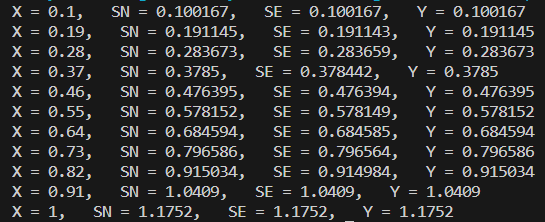 X = 0.1,   SN = 0.100167,   SE = 0.100167,   Y = 0.100167
X = 0.19,   SN = 0.191145,   SE = 0.191143,   Y = 0.191145
X = 0.28,   SN = 0.283673,   SE = 0.283659,   Y = 0.283673
X = 0.37,   SN = 0.3785,   SE = 0.378442,   Y = 0.3785
X = 0.46,   SN = 0.476395,   SE = 0.476394,   Y = 0.476395
X = 0.55,   SN = 0.578152,   SE = 0.578149,   Y = 0.578152
X = 0.64,   SN = 0.684594,   SE = 0.684585,   Y = 0.684594
X = 0.73,   SN = 0.796586,   SE = 0.796564,   Y = 0.796586
X = 0.82,   SN = 0.915034,   SE = 0.914984,   Y = 0.915034
X = 0.91,   SN = 1.0409,   SE = 1.0409,   Y = 1.0409
X = 1,   SN = 1.1752,   SE = 1.1752,   Y = 1.1752